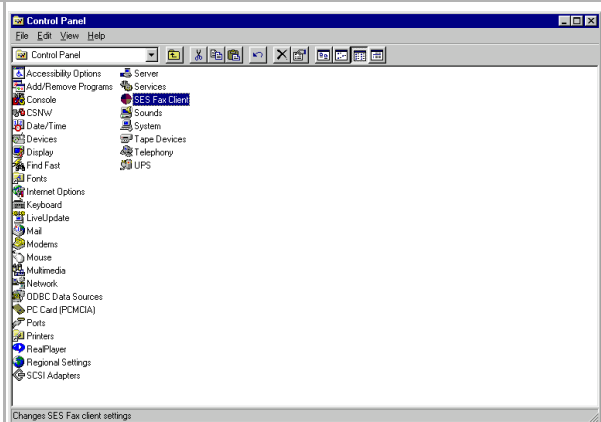 Control Panel
File Edit View Help
Control Panel
Accessibility Options
Add/Remove Programs
Console
CSNW
Date/Time
Devices
Display
Find Fast
Fonts
Internet Options
Keyboard
LiveUpdate
Mail
Modems
Mouse
Multimedia
Network
ODBC Data Sources
PC Card (PCMCIA)
Ports
Printers
RealPlayer
Regional Settings
SCSI Adapters
Server
Services
SES Fax Client
Sounds
System
Tape Devices
Telephony
UPS
Changes SES Fax client settings